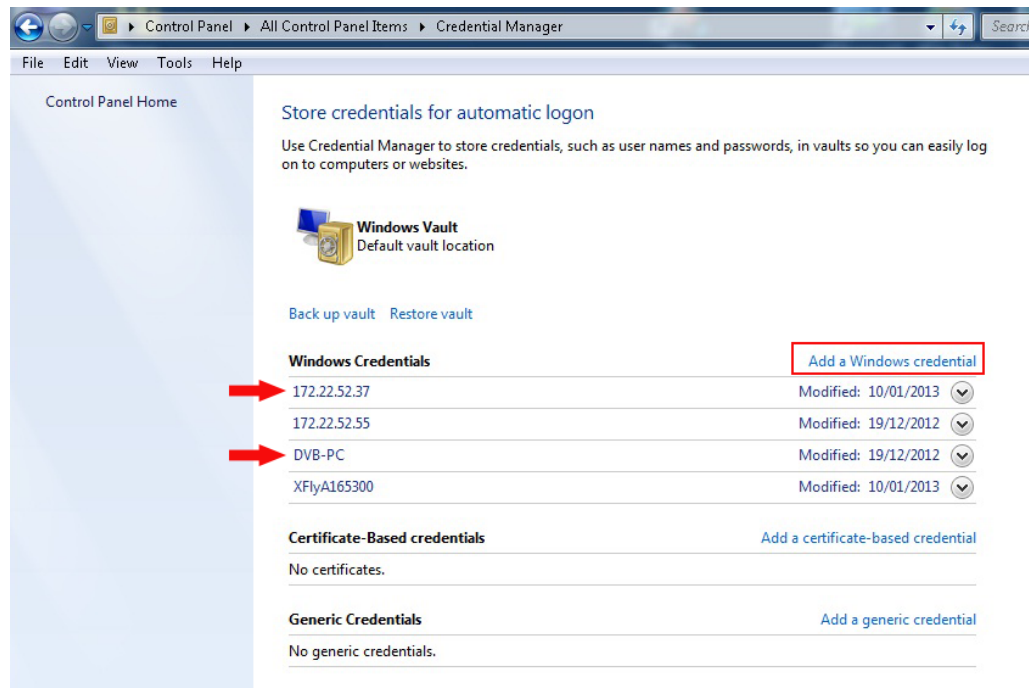 Control Panel ▸ All Control Panel Items ▸ Credential Manager
File Edit View Tools Help
Control Panel Home
Store credentials for automatic logon
Use Credential Manager to store credentials, such as user names and passwords, in vaults so you can easily log
on to computers or websites.
Windows Vault
Default vault location
Back up vault Restore vault
Windows Credentials Add a Windows credential
172.22.52.37 Modified: 10/01/2013
172.22.52.55 Modified: 19/12/2012
DVB-PC Modified: 19/12/2012
XFlyA165300 Modified: 10/01/2013
Certificate-Based credentials Add a certificate-based credential
No certificates.
Generic Credentials Add a generic credential
No generic credentials.